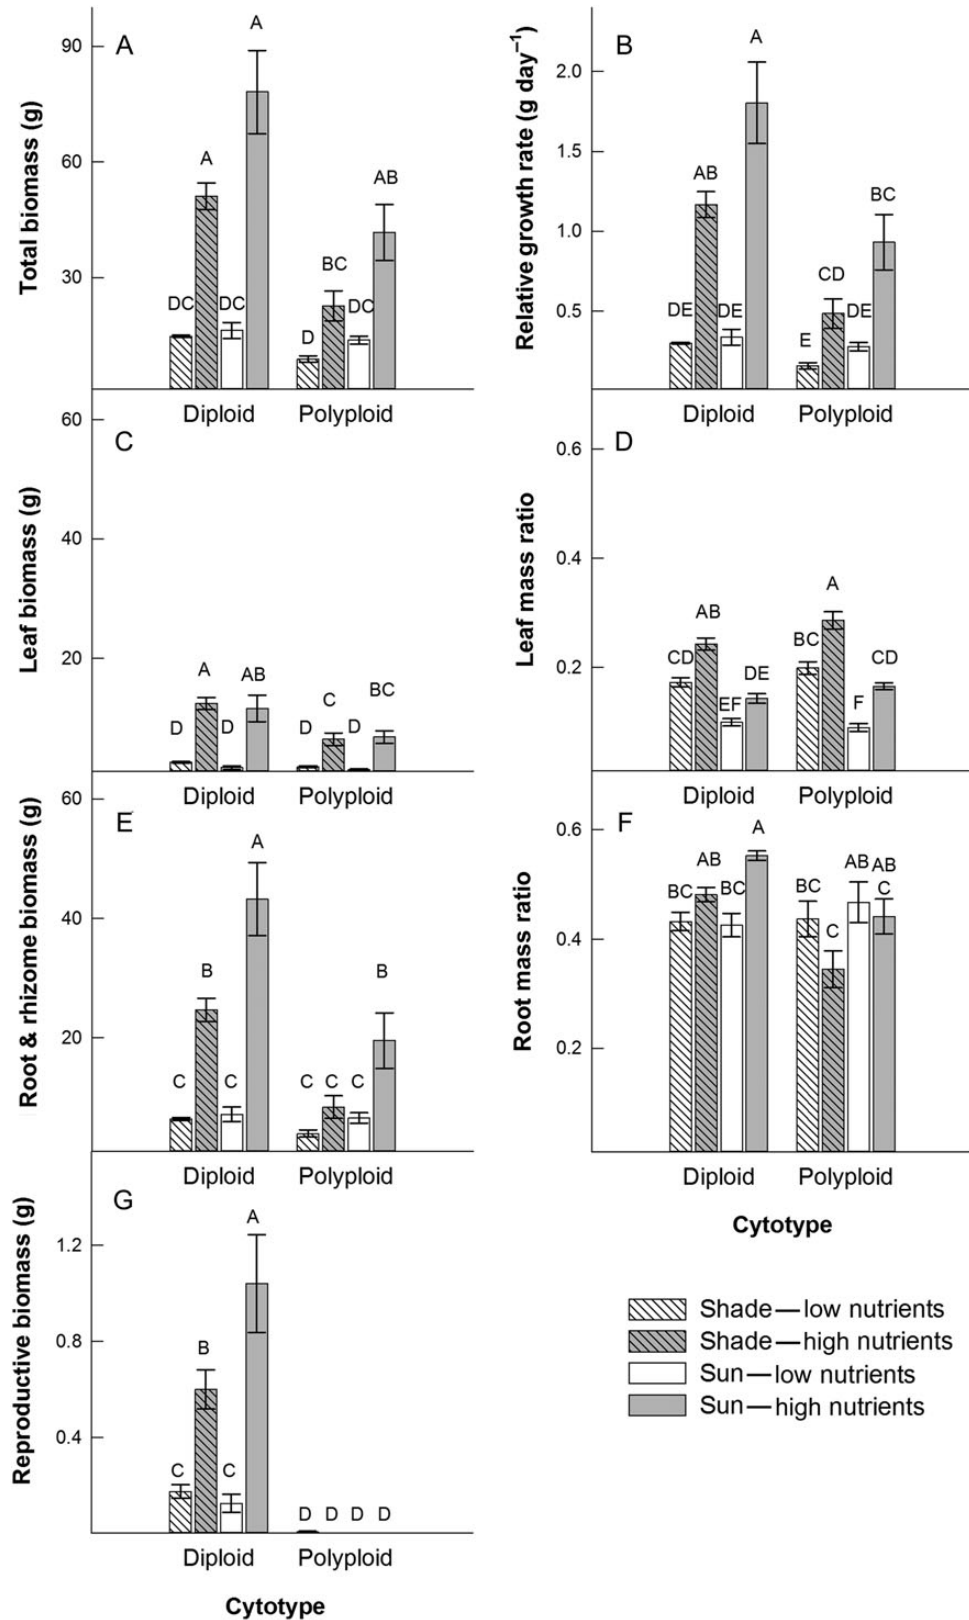 A
Total biomass (g)
90
60
30
DC
A
DC
A
D
BC
DC
AB
Diploid
Polyploid
B
Relative growth rate (g day⁻¹)
2.0
1.5
1.0
0.5
DE
AB
DE
A
E
CD
DE
BC
Diploid
Polyploid
C
Leaf biomass (g)
60
40
20
D
A
D
AB
D
C
D
BC
Diploid
Polyploid
D
Leaf mass ratio
0.6
0.4
0.2
CD
AB
EF
DE
BC
A
F
CD
Diploid
Polyploid
E
Root & rhizome biomass (g)
60
40
20
C
B
C
A
C
C
C
B
Diploid
Polyploid
F
Root mass ratio
0.6
0.4
0.2
BC
AB
BC
A
BC
C
AB
AB
C
Diploid
Polyploid
Cytotype
G
Reproductive biomass (g)
1.2
0.8
0.4
C
B
C
A
D
D
D
D
Diploid
Polyploid
Cytotype
Shade—low nutrients
Shade—high nutrients
Sun—low nutrients
Sun—high nutrients